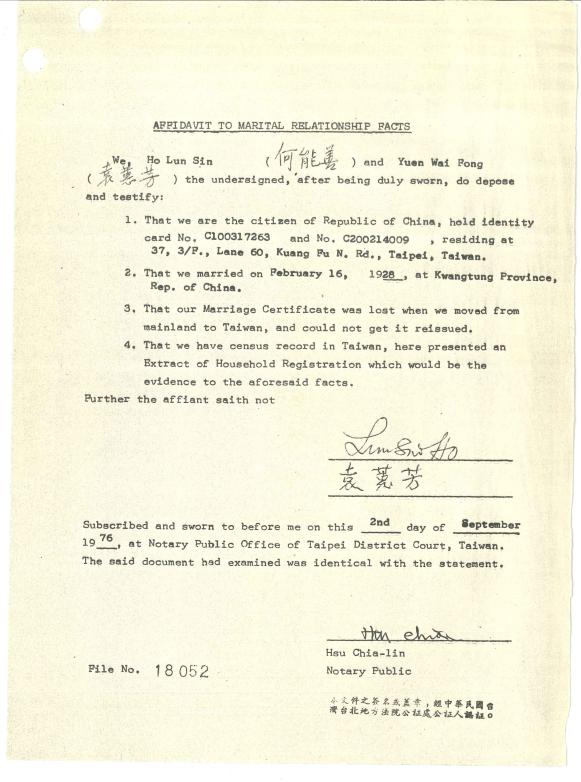 AFFIDAVIT TO MARITAL RELATIONSHIP FACTS
We, Ho Lun Sin (何能善) and Yuen Wai Fong
(袁蕙芳) the undersigned, after being duly sworn, do depose
and testify:
1. That we are the citizen of Republic of China, hold identity
card No. C100317263 and No. C200214009 , residing at
37, 3/F., Lane 60, Kuang Fu N. Rd., Taipei, Taiwan.
2. That we married on February 16, 1928, at Kwangtung Province,
Rep. of China.
3. That our Marriage Certificate was lost when we moved from
mainland to Taiwan, and could not get it reissued.
4. That we have census record in Taiwan, here presented an
Extract of Household Registration which would be the
evidence to the aforesaid facts.
Further the affiant saith not
Lun Sin Ho
袁蕙芳
Subscribed and sworn to before me on this 2nd day of September
1976, at Notary Public Office of Taipei District Court, Taiwan.
The said document had examined was identical with the statement.
Hsu Chia-lin
File No. 18052
Notary Public
本文件之簽名或蓋章,經中華民國台
灣台北地方法院公証處公証人認証。